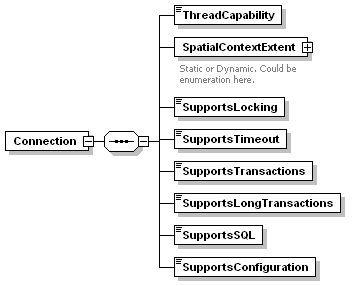 ThreadCapability
SpatialContextExtent
Static or Dynamic. Could be
enumeration here.
SupportsLocking
Connection
SupportsTimeout
SupportsTransactions
SupportsLongTransactions
SupportsSQL
SupportsConfiguration